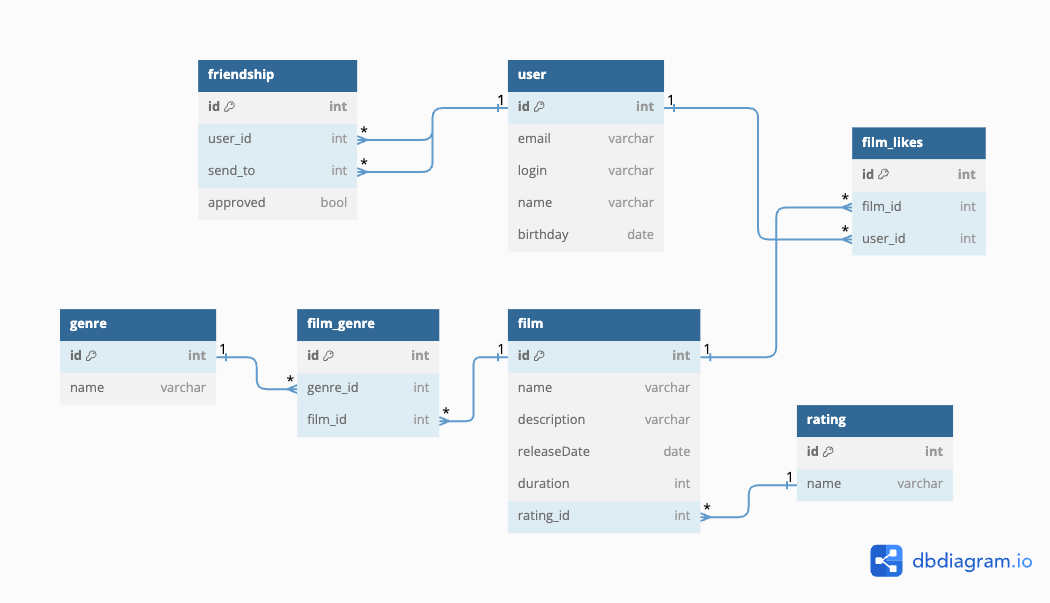 friendship
id int
user_id int
send_to int
approved bool
user
id int
email varchar
login varchar
name varchar
birthday date
film_likes
id int
film_id int
user_id int
genre
id int
name varchar
film_genre
id int
genre_id int
film_id int
film
id int
name varchar
description varchar
releaseDate date
duration int
rating_id int
rating
id int
name varchar
1
*
*
1
*
*
1
*
1
*
1
1
*
dbdiagram.io